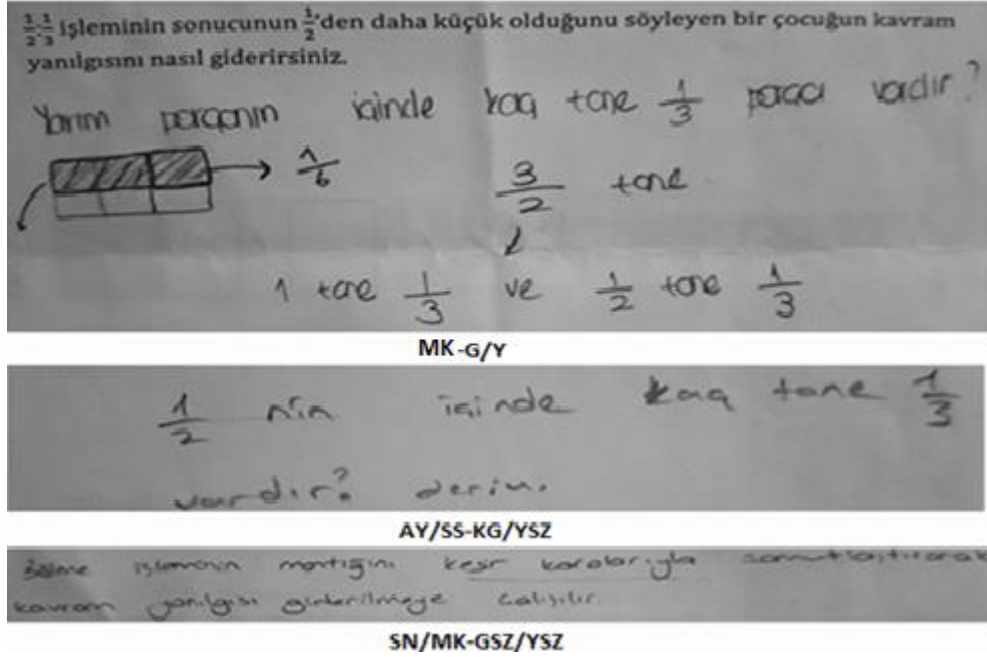 1/2:1/3 işleminin sonucunun 1/2'den daha küçük olduğunu söyleyen bir çocuğun kavram
yanılgısını nasıl giderirsiniz.
Yarım parçanın içinde kaç tane 1/3 parça vardır?
1/6
3/2 tane
1 tane 1/3 ve 1/2 tane 1/3
MK-G/Y
1/2 nin içinde kaç tane 1/3
vardır? derim.
AY/SS-KG/YSZ
Bölme işleminin mantığını kesir karolarıyla somutlaştırarak
kavram yanılgısı giderilmeye çalışılır.
SN/MK-GSZ/YSZ